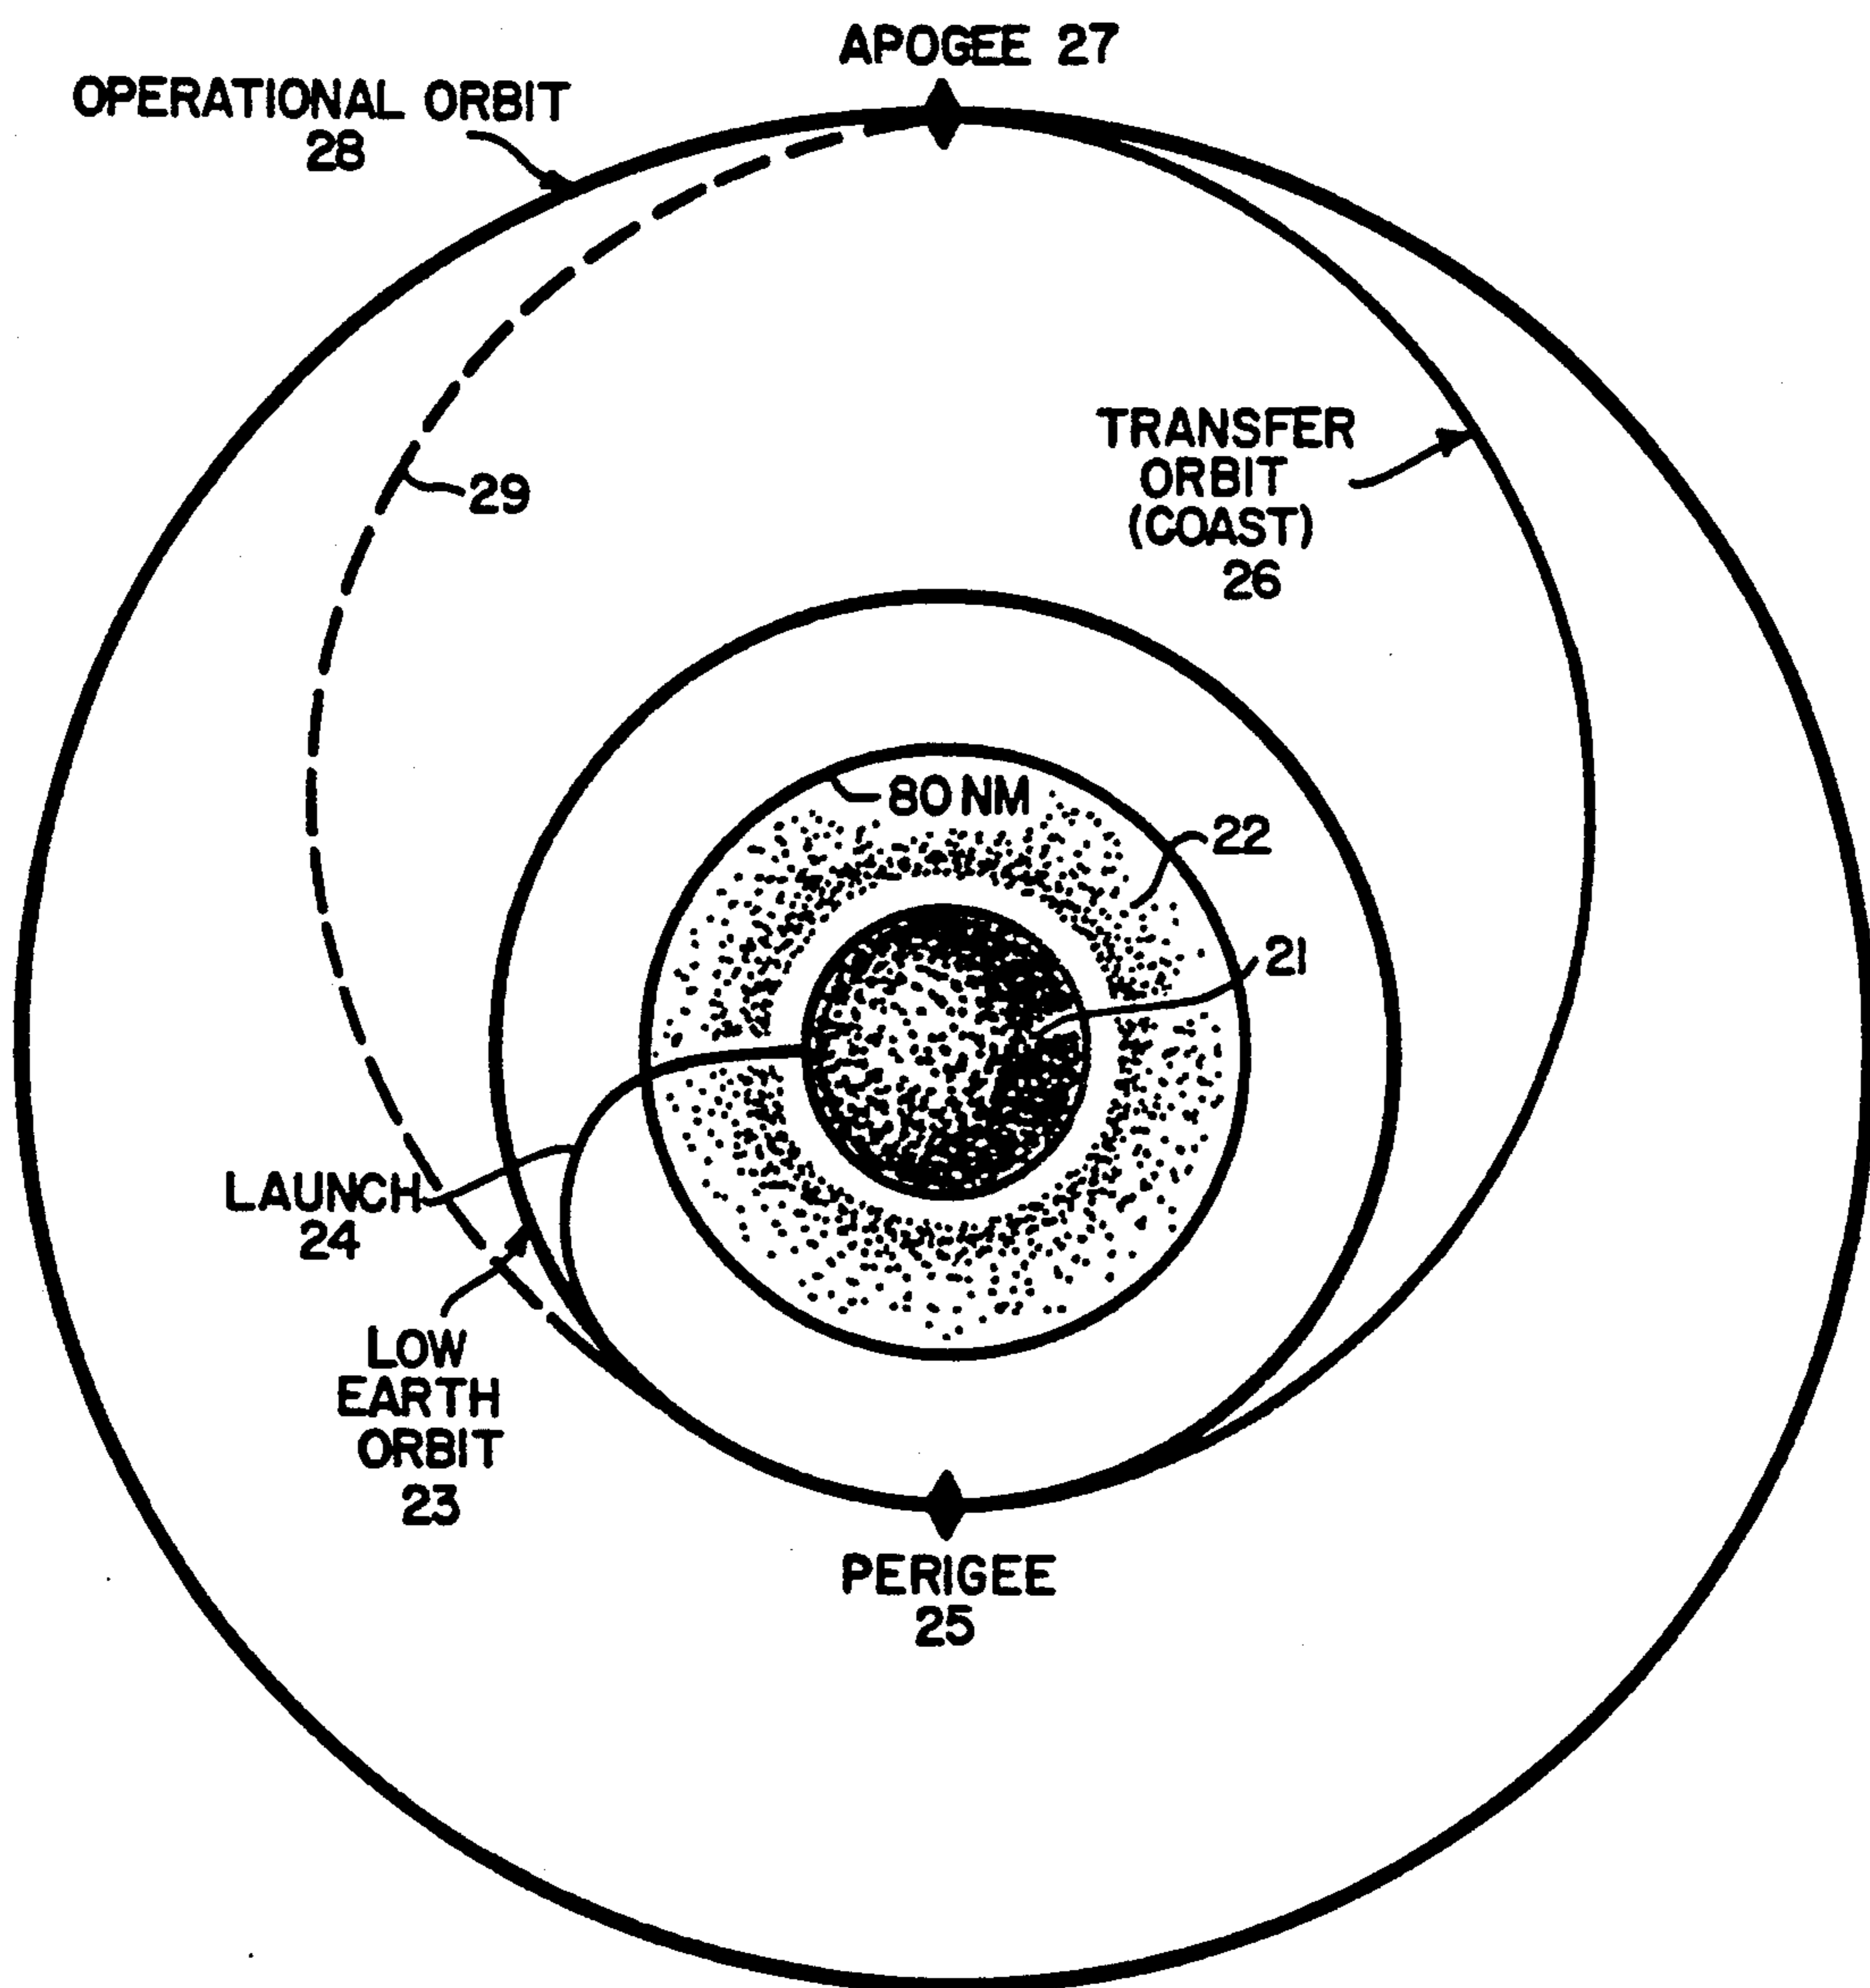 APOGEE 27
OPERATIONAL ORBIT
28
TRANSFER
ORBIT
(COAST)
26
29
80 NM
22
21
LAUNCH
24
LOW
EARTH
ORBIT
23
PERIGEE
25